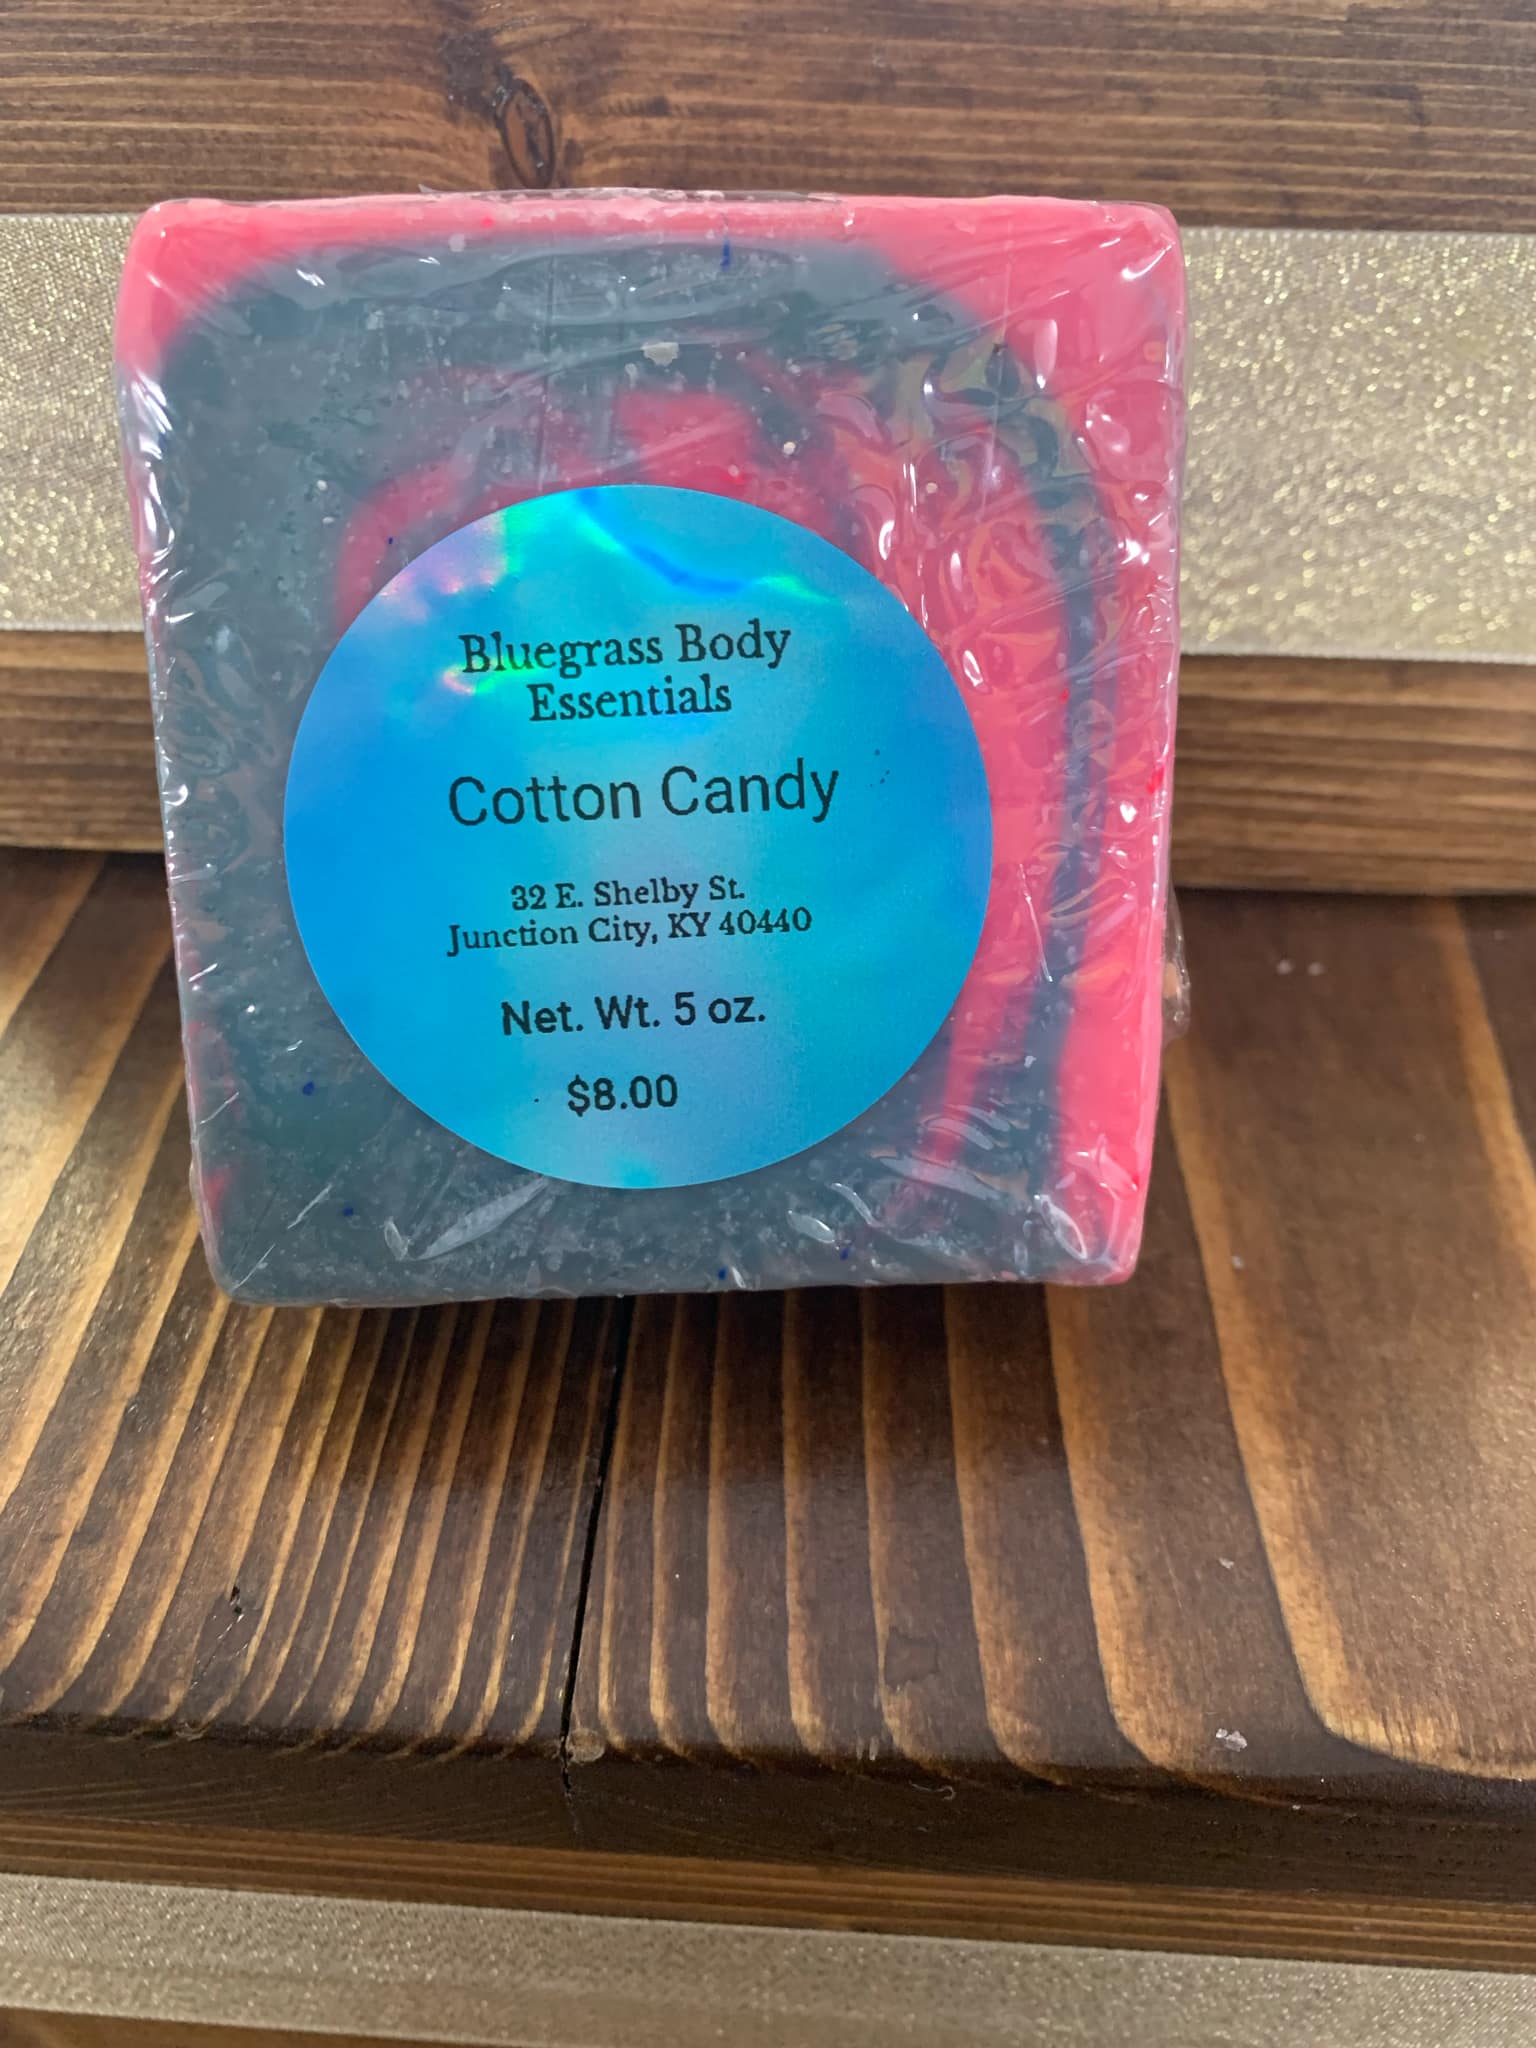 Bluegrass Body
Essentials
Cotton Candy
32 E. Shelby St.
Junction City, KY 40440
Net. Wt. 5 oz.
$8.00